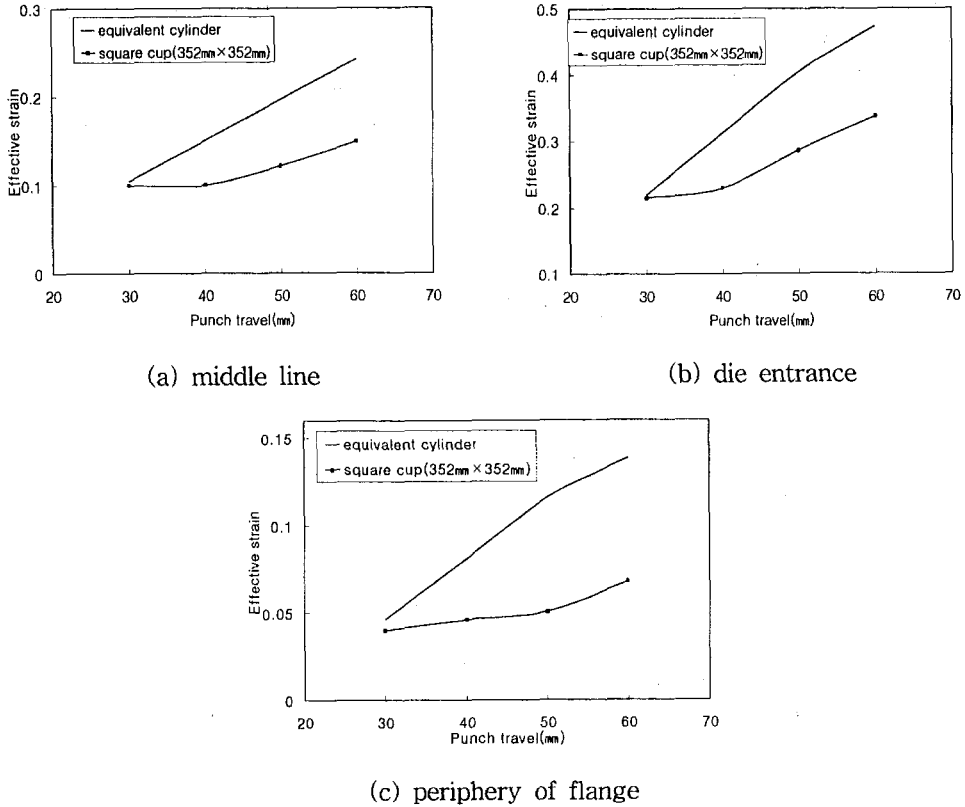 0.3
equivalent cylinder
square cup(352mm×352mm)
0.2
0.1
0
Effective strain
20 30 40 50 60 70
Punch travel(mm)
(a) middle line
0.5
equivalent cylinder
square cup(352mm×352mm)
0.4
0.3
0.2
0.1
Effective strain
20 30 40 50 60 70
Punch travel(mm)
(b) die entrance
0.15
equivalent cylinder
square cup(352mm×352mm)
0.1
0.05
0
Effective strain
20 30 40 50 60 70
Punch travel(mm)
(c) periphery of flange